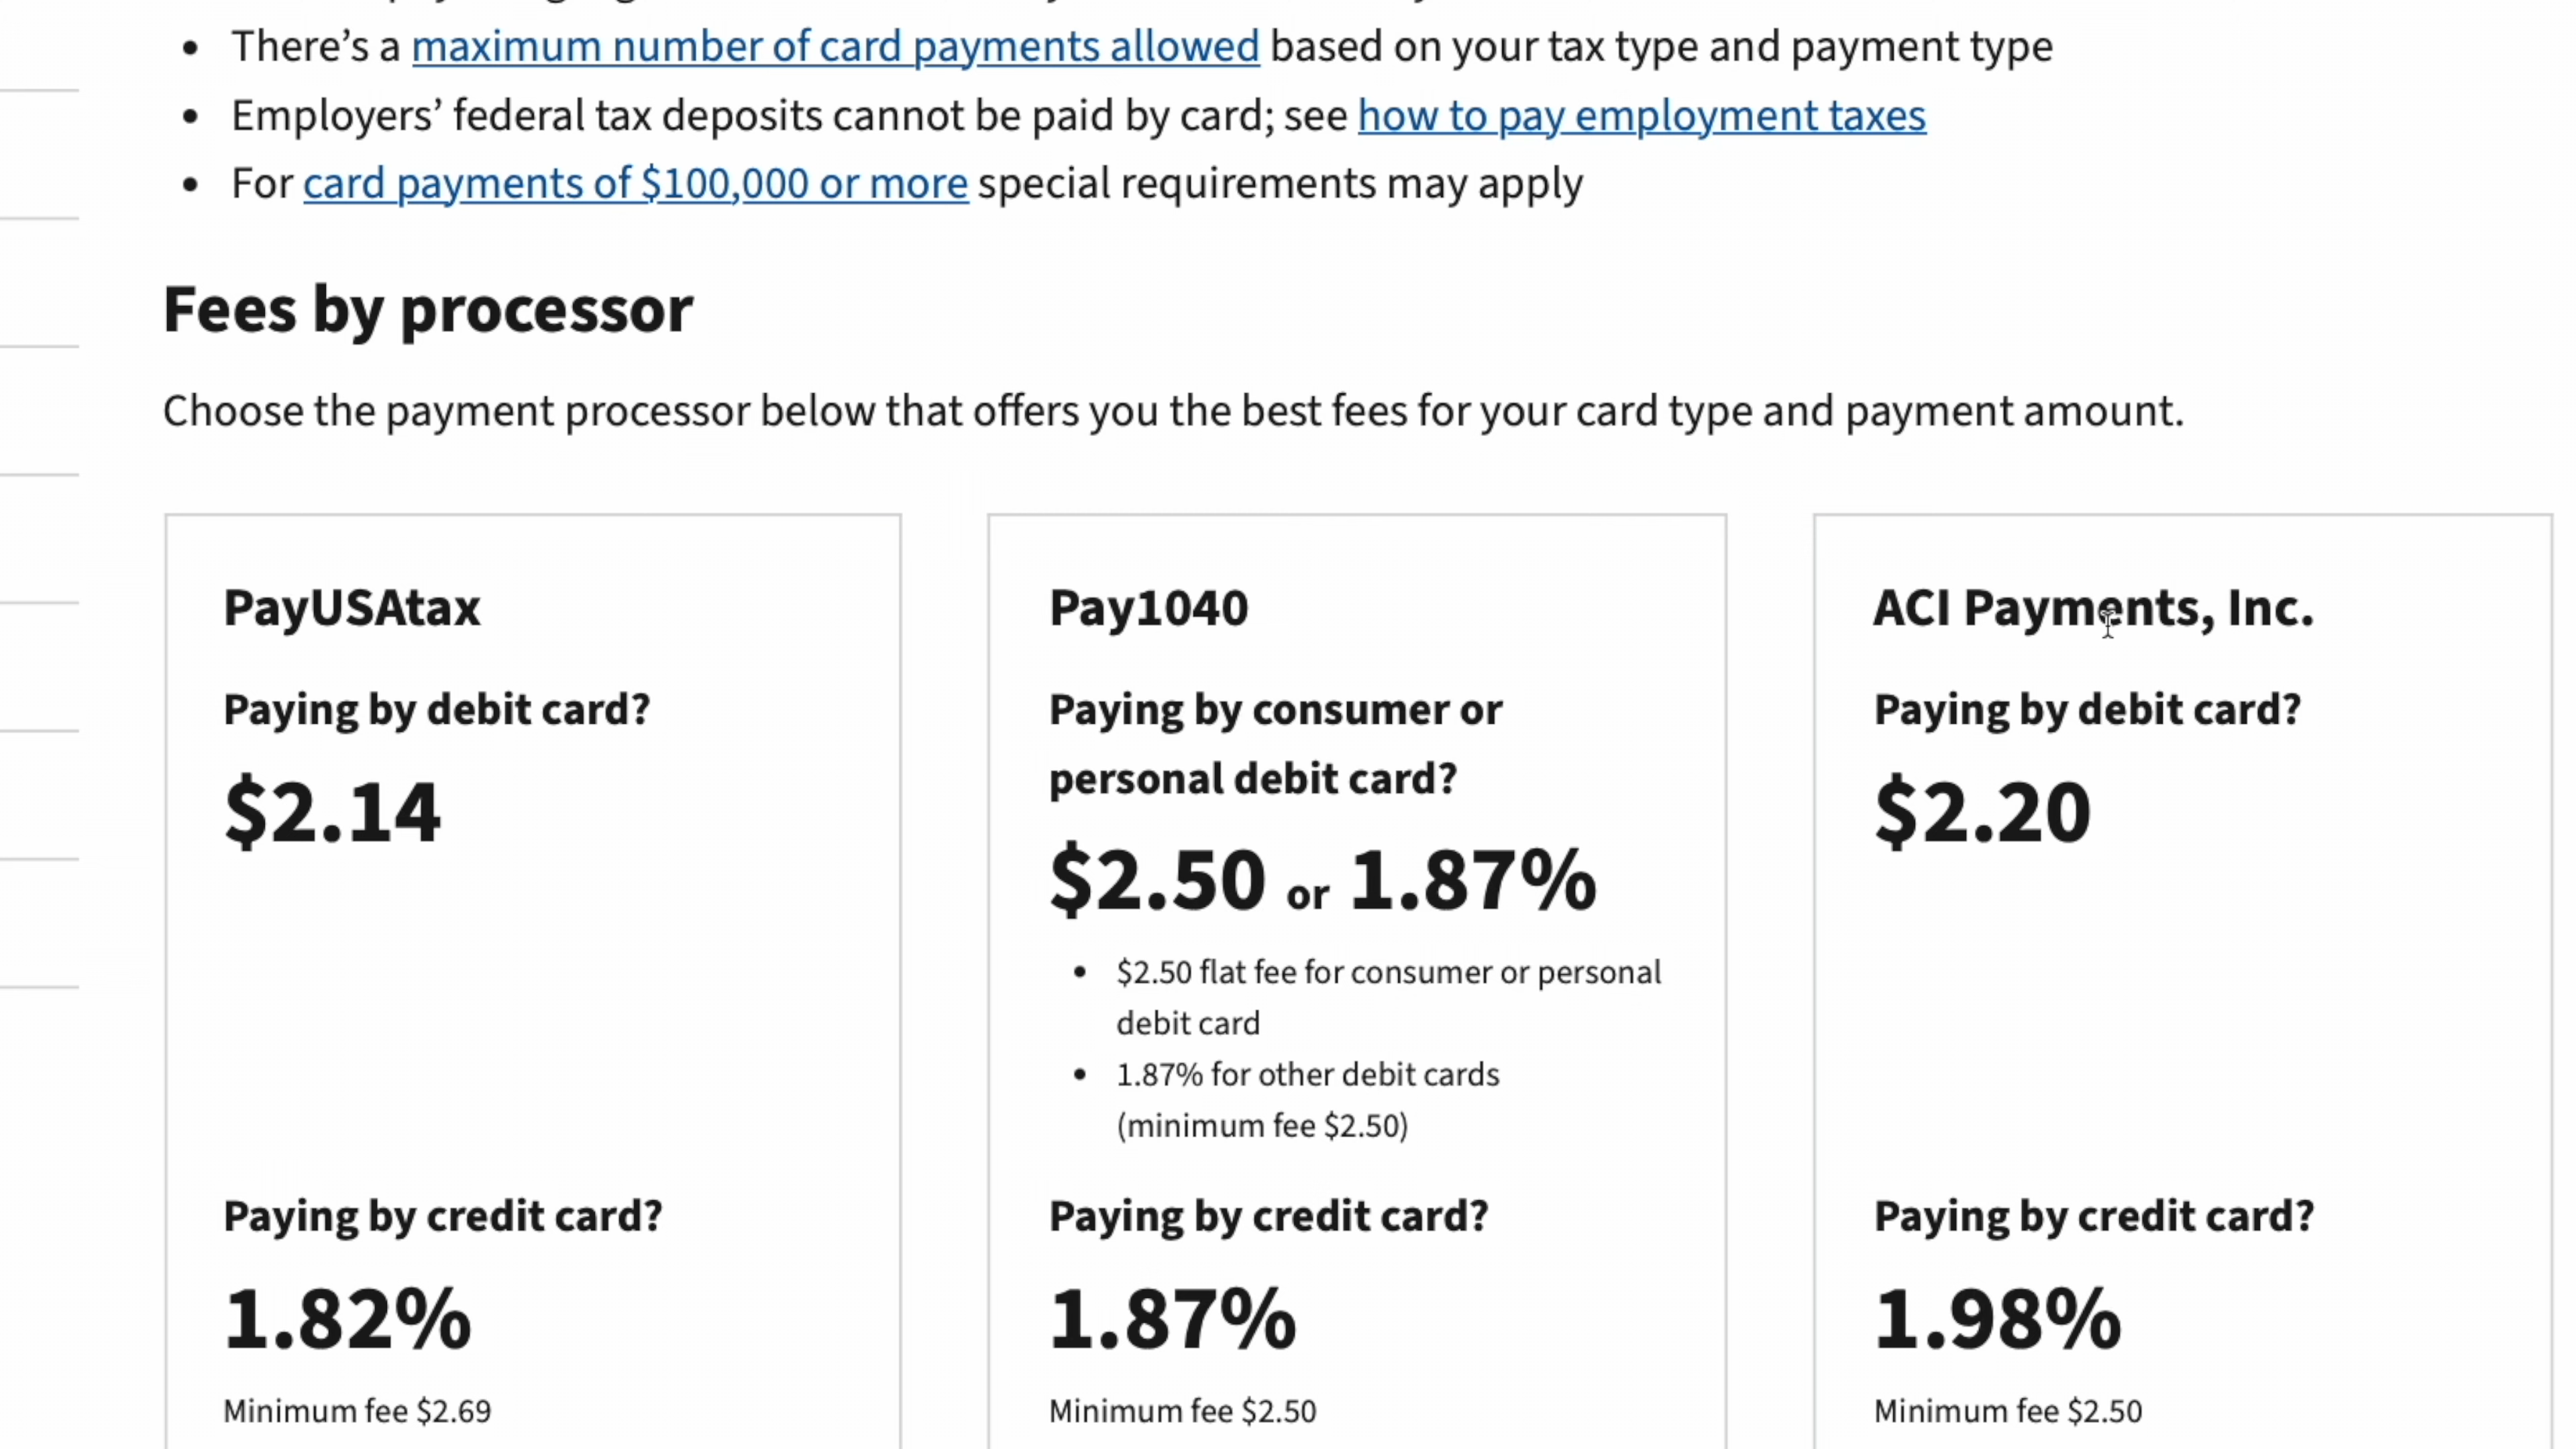 There's a maximum number of card payments allowed based on your tax type and payment type
Employers' federal tax deposits cannot be paid by card; see how to pay employment taxes
For card payments of $100,000 or more special requirements may apply
Fees by processor
Choose the payment processor below that offers you the best fees for your card type and payment amount.
PayUSAtax
Paying by debit card?
$2.14
Paying by credit card?
1.82%
Minimum fee $2.69
Pay1040
Paying by consumer or
personal debit card?
$2.50 or 1.87%
$2.50 flat fee for consumer or personal
debit card
1.87% for other debit cards
(minimum fee $2.50)
Paying by credit card?
1.87%
Minimum fee $2.50
ACI Payments, Inc.
Paying by debit card?
$2.20
Paying by credit card?
1.98%
Minimum fee $2.50